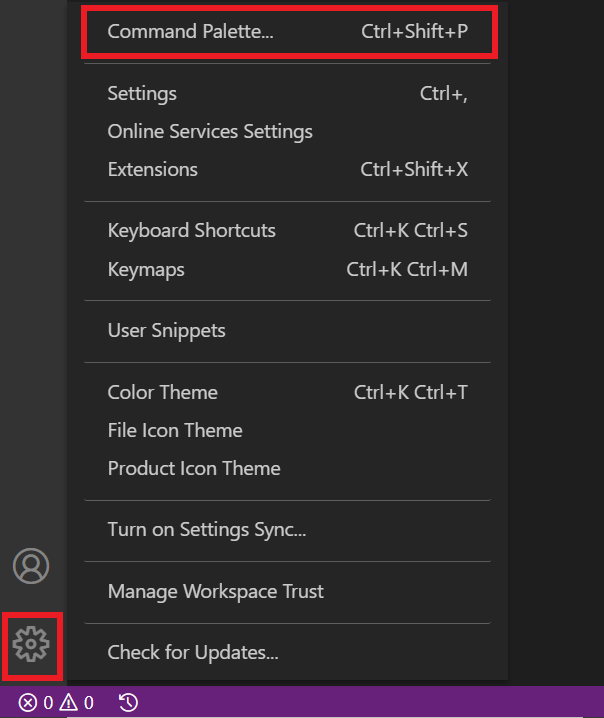 Command Palette... Ctrl+Shift+P
Settings Ctrl+,
Online Services Settings
Extensions Ctrl+Shift+X
Keyboard Shortcuts Ctrl+K Ctrl+S
Keymaps Ctrl+K Ctrl+M
User Snippets
Color Theme Ctrl+K Ctrl+T
File Icon Theme
Product Icon Theme
Turn on Settings Sync...
Manage Workspace Trust
Check for Updates...
0 0